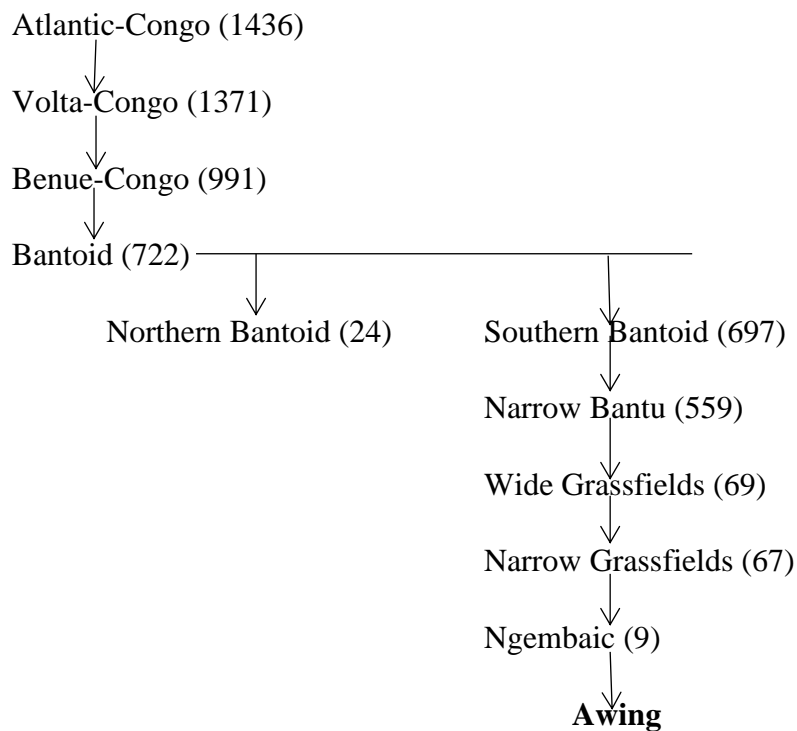 Atlantic-Congo (1436)
Volta-Congo (1371)
Benue-Congo (991)
Bantoid (722)
Northern Bantoid (24) Southern Bantoid (697)
Narrow Bantu (559)
Wide Grassfields (69)
Narrow Grassfields (67)
Ngembaic (9)
Awing